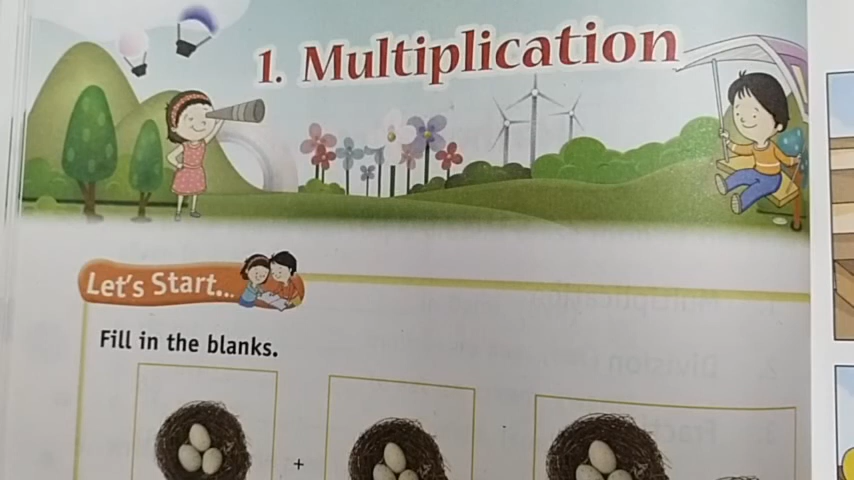 1. Multiplication
Let's Start...
Fill in the blanks.
+